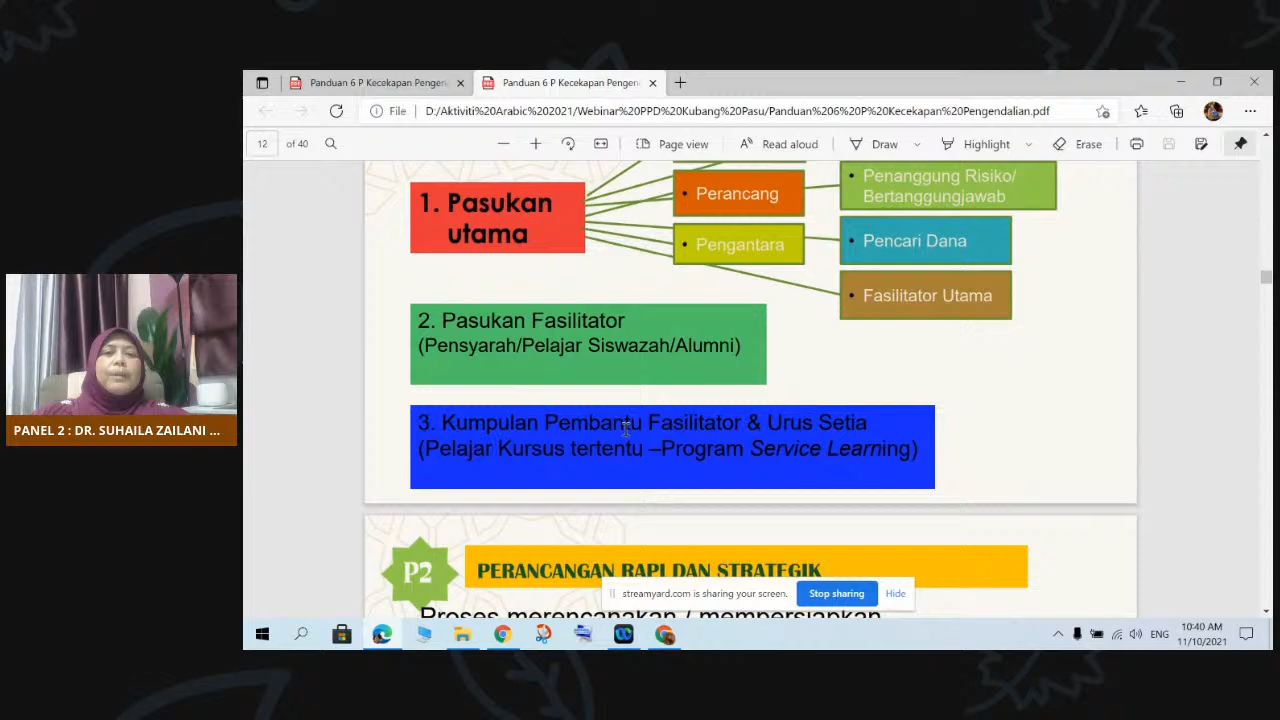 Panduan 6 P Kecekapan Pengen
Panduan 6 P Kecekapan Pengen
File
D:/Aktiviti%20Arabic%202021/Webinar%20PPD%20Kubang%20Pasu/Panduan%206%20P%20Kecekapan%20Pengendalian.pdf
12 of 40
Page view
Read aloud
Draw
Highlight
Erase
1. Pasukan
utama
• Perancang
• Pengantara
• Penanggung Risiko/
Bertanggungjawab
• Pencari Dana
• Fasilitator Utama
2. Pasukan Fasilitator
(Pensyarah/Pelajar Siswazah/Alumni)
3. Kumpulan Pembantu Fasilitator & Urus Setia
(Pelajar Kursus tertentu –Program Service Learning)
PANEL 2 : DR. SUHAILA ZAILANI ...
P2
PERANCANGAN RAPI DAN STRATEGIK
streamyard.com is sharing your screen.
Stop sharing
Hide
Proses merencanakan / mempersiapkan
ENG
10:40 AM
11/10/2021